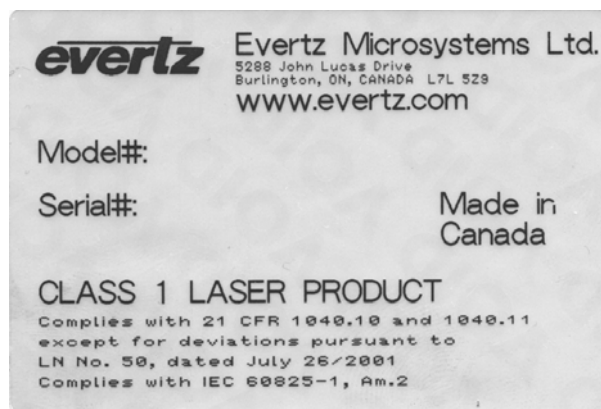 evertz
Evertz Microsystems Ltd.
5288 John Lucas Drive
Burlington, ON, CANADA L7L 5Z9
www.evertz.com
Model#:
Serial#:
Made in
Canada
CLASS 1 LASER PRODUCT
Complies with 21 CFR 1040.10 and 1040.11
except for deviations pursuant to
LN No. 50, dated July 26/2001
Complies with IEC 60825-1, Am.2